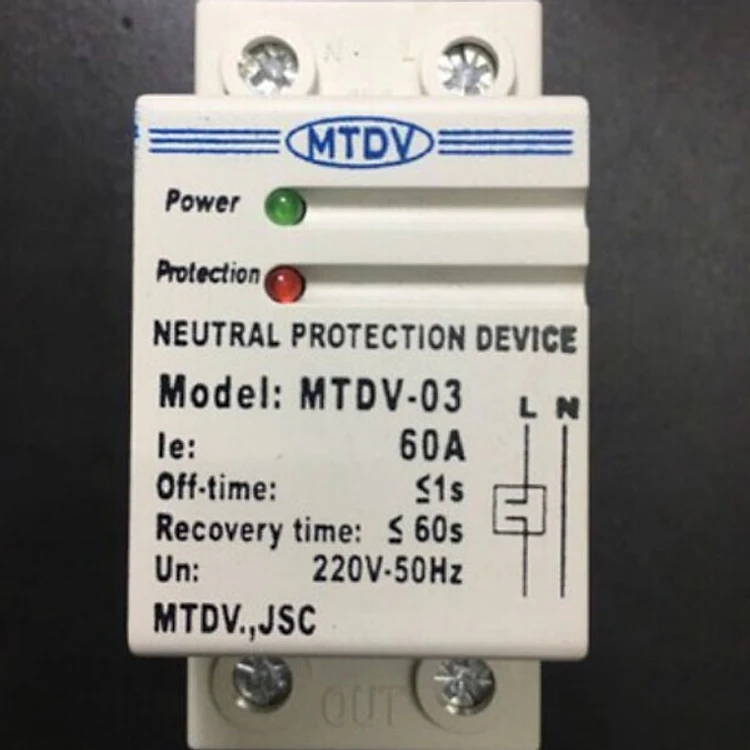 N L
MTDV
Power
Protection
NEUTRAL PROTECTION DEVICE
Model: MTDV-03
L N
Ie: 60A
Off-time: ≤1s
Recovery time: ≤ 60s
Un: 220V-50Hz
MTDV.,JSC
OUT